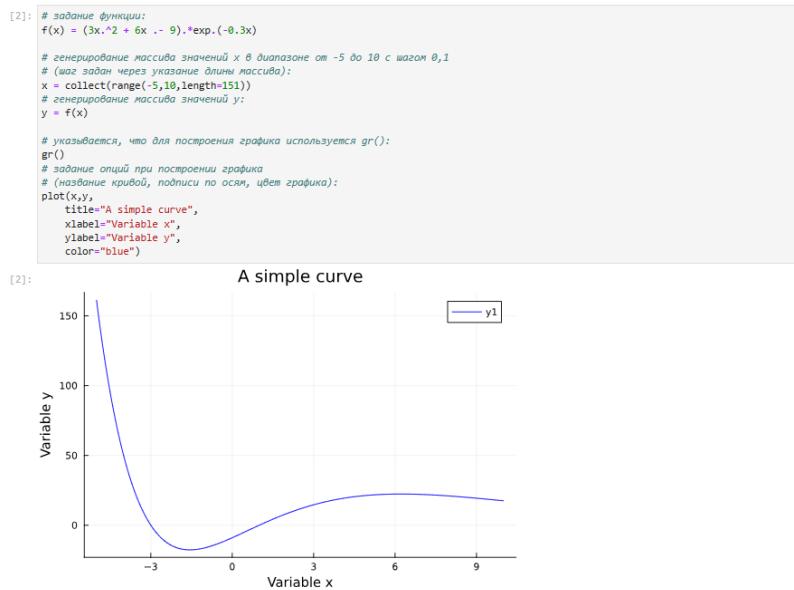 [2]: # задание функции:
f(x) = (3x.^2 + 6x .- 9).*exp.(-0.3x)
# генерирование массива значений x в диапазоне от -5 до 10 с шагом 0,1
# (шаг задан через указание длины массива):
x = collect(range(-5,10,length=151))
# генерирование массива значений y:
y = f(x)
# указывается, что для построения графика используется gr():
gr()
# задание опций при построении графика
# (название кривой, подписи по осям, цвет графика):
plot(x,y,
title="A simple curve",
xlabel="Variable x",
ylabel="Variable y",
color="blue")
[2]:
A simple curve
y1
150
100
50
0
Variable y
-3 0 3 6 9
Variable x